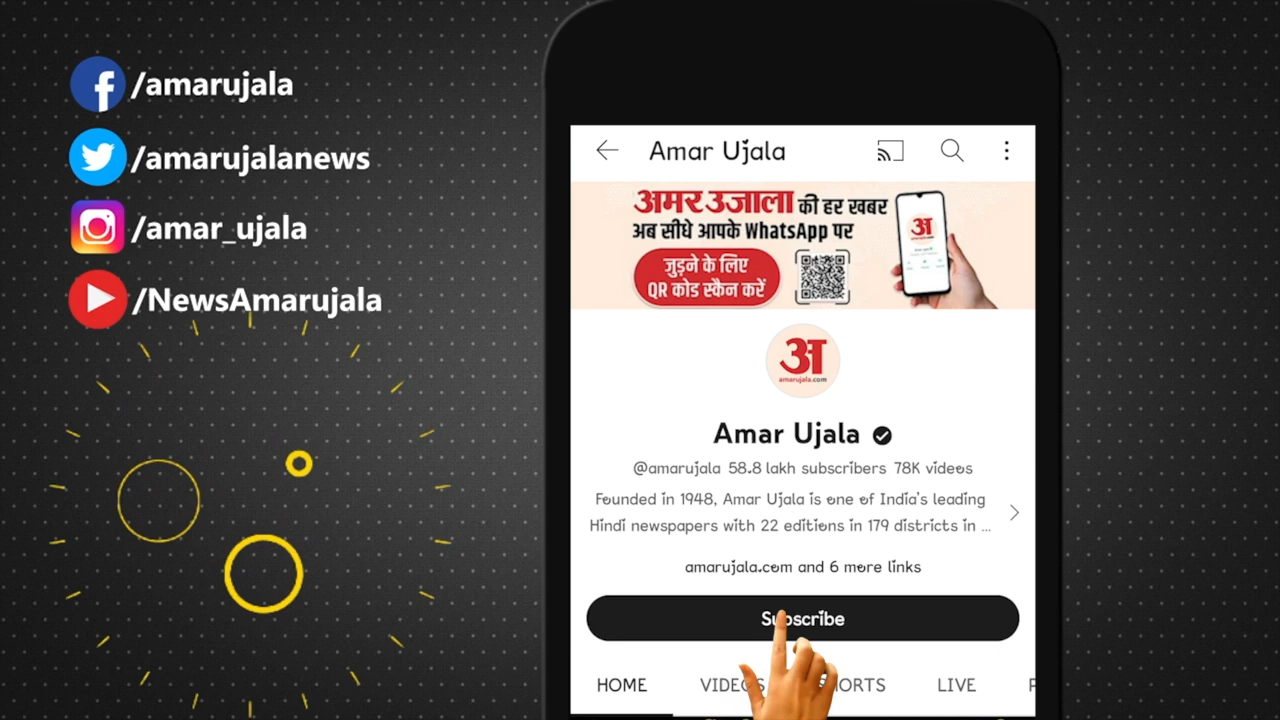 /amarujala
/amarujalanews
/amar_ujala
/NewsAmarujala
Amar Ujala
अमर उजाला की हर खबर
अब सीधे आपके WhatsApp पर
जुड़ने के लिए
QR कोड स्कैन करें
अ
अ
amarujala.com
Amar Ujala
@amarujala 58.8 lakh subscribers 78K videos
Founded in 1948, Amar Ujala is one of India's leading
Hindi newspapers with 22 editions in 179 districts in ...
amarujala.com and 6 more links
Subscribe
HOME VIDEOS SHORTS LIVE